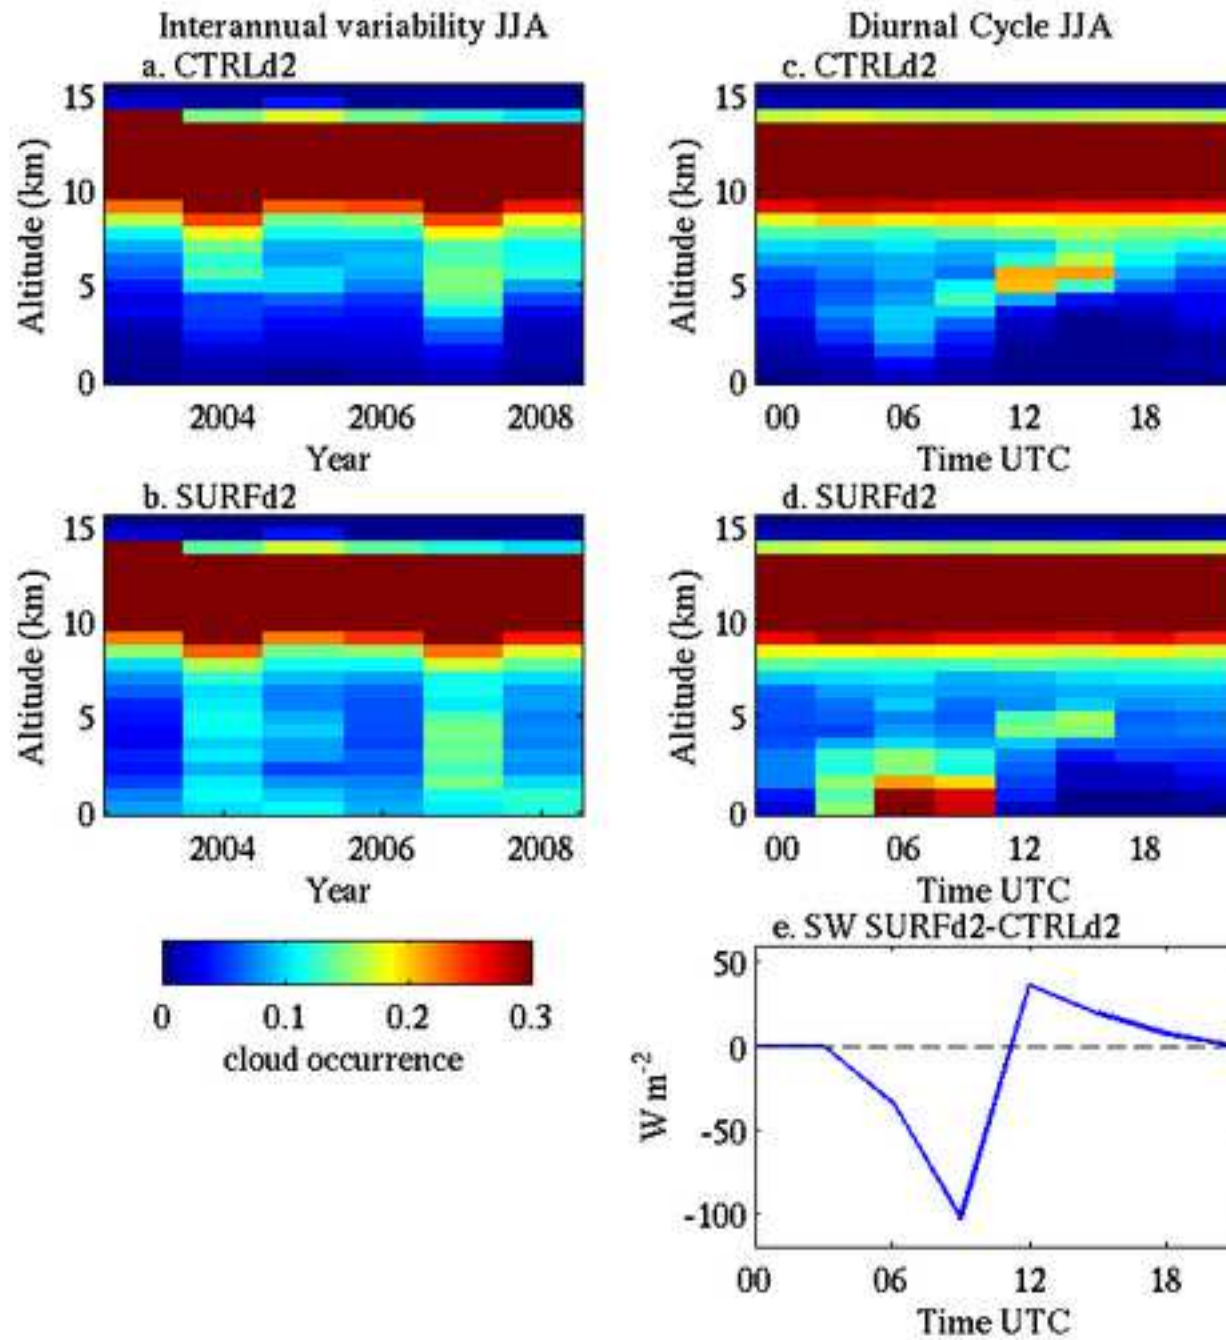 Interannual variability JJA
a. CTRLd2
15
10
5
0
Altitude (km)
2004 2006 2008
Year
b. SURFd2
15
10
5
0
Altitude (km)
2004 2006 2008
Year
0 0.1 0.2 0.3
cloud occurrence
Diurnal Cycle JJA
c. CTRLd2
15
10
5
0
Altitude (km)
00 06 12 18
Time UTC
d. SURFd2
15
10
5
0
Altitude (km)
00 06 12 18
Time UTC
e. SW SURFd2-CTRLd2
50
0
-50
-100
W m⁻²
00 06 12 18
Time UTC